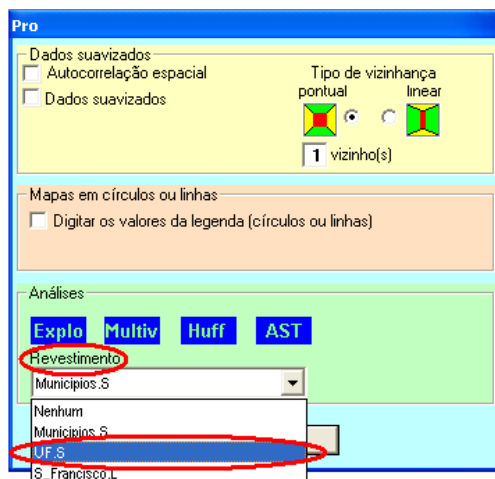 Pro
Dados suavizados
Autocorrelação espacial
Dados suavizados
Tipo de vizinhança
pontual linear
1 vizinho(s)
Mapas em círculos ou linhas
Digitar os valores da legenda (círculos ou linhas)
Análises
Explo Multiv Huff AST
Revestimento
Municipios.S
Nenhum
Municipios.S
UF.S
S_Francisco.L